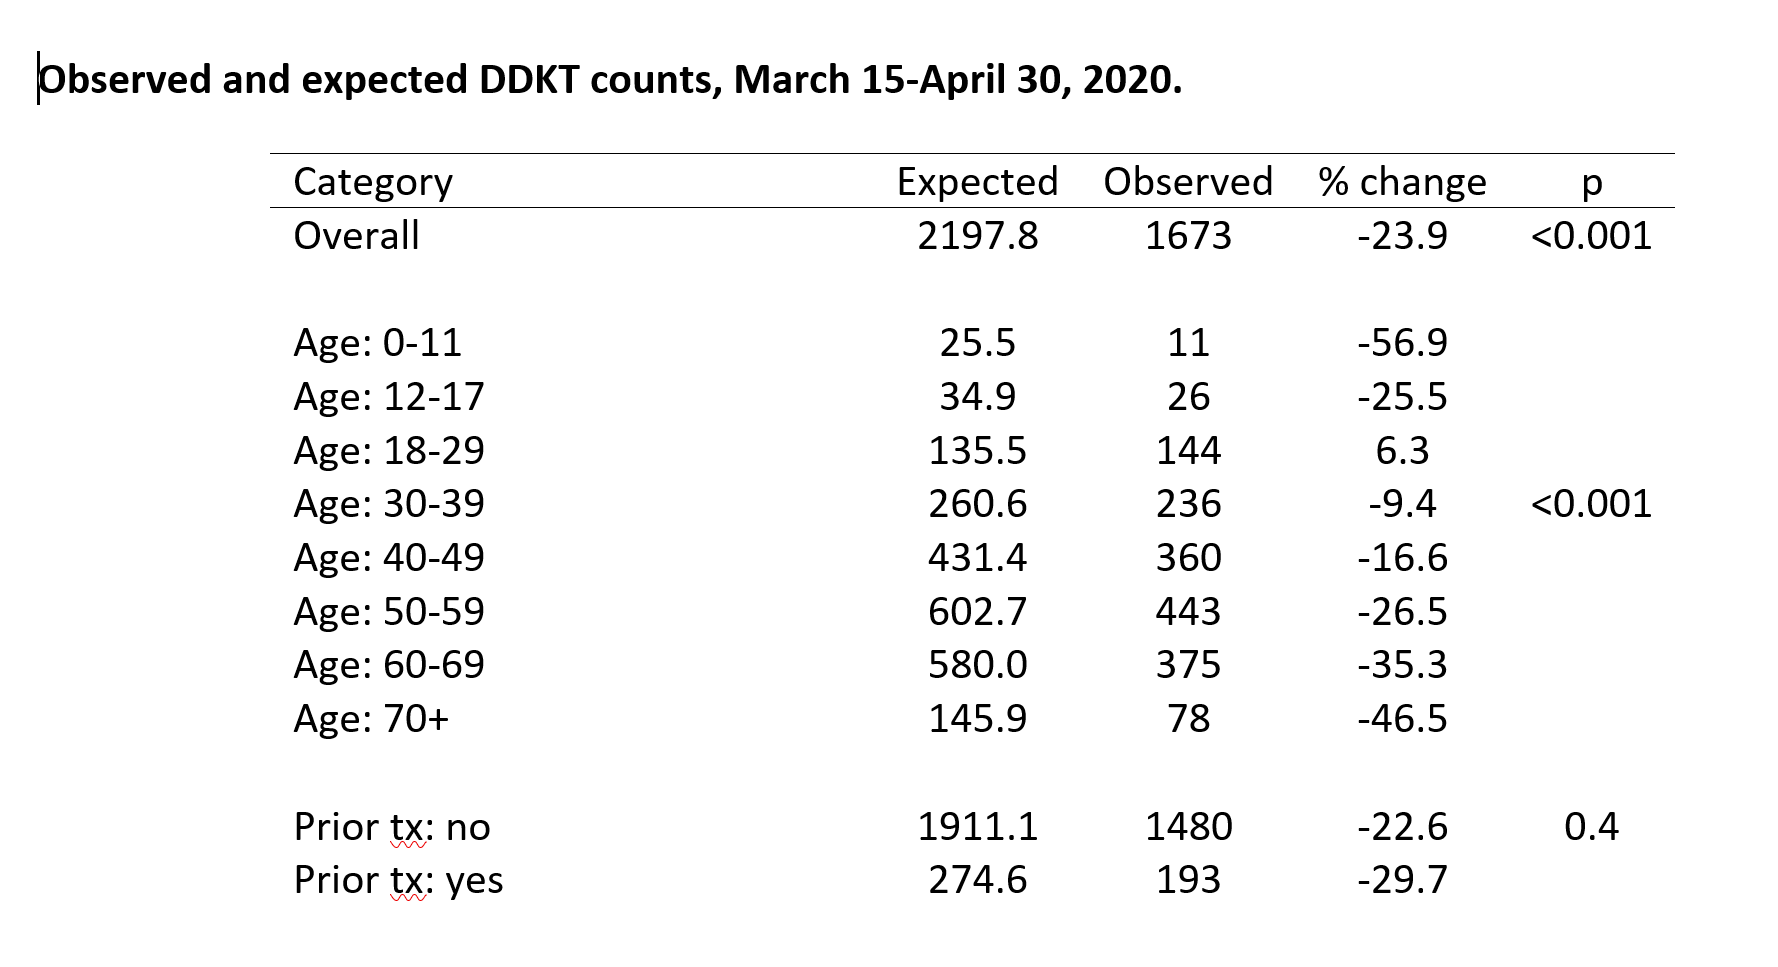 Observed and expected DDKT counts, March 15-April 30, 2020.
Category Expected Observed % change p
Overall 2197.8 1673 -23.9 <0.001
Age: 0-11 25.5 11 -56.9
Age: 12-17 34.9 26 -25.5
Age: 18-29 135.5 144 6.3
Age: 30-39 260.6 236 -9.4 <0.001
Age: 40-49 431.4 360 -16.6
Age: 50-59 602.7 443 -26.5
Age: 60-69 580.0 375 -35.3
Age: 70+ 145.9 78 -46.5
Prior tx: no 1911.1 1480 -22.6 0.4
Prior tx: yes 274.6 193 -29.7